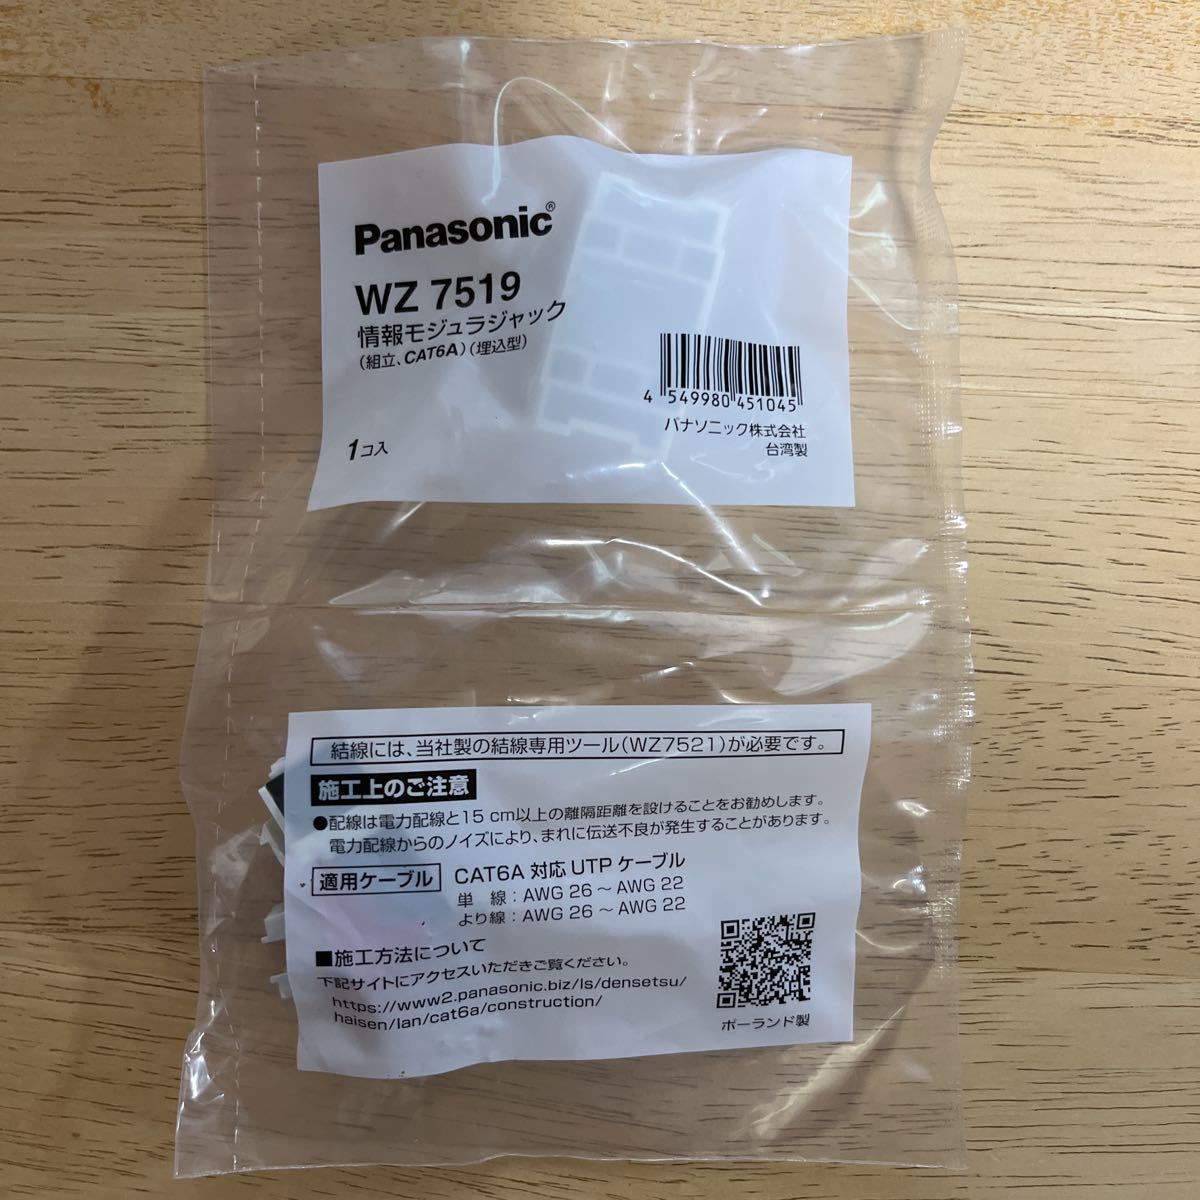 Panasonic®
WZ 7519
情報モジュラジャック
(組立、CAT6A)(埋込型)
4 549980 451045
パナソニック株式会社
台湾製
1コ入
結線には、当社製の結線専用ツール(WZ7521)が必要です。
施工上のご注意
●配線は電力配線と15 cm以上の離隔距離を設けることをお勧めします。
電力配線からのノイズにより、まれに伝送不良が発生することがあります。
適用ケーブル CAT6A 対応 UTP ケーブル
単 線：AWG 26 ～ AWG 22
より線：AWG 26 ～ AWG 22
■施工方法について
下記サイトにアクセスいただきご覧ください。
https://www2.panasonic.biz/ls/densetsu/
haisen/lan/cat6a/construction/
ポーランド製